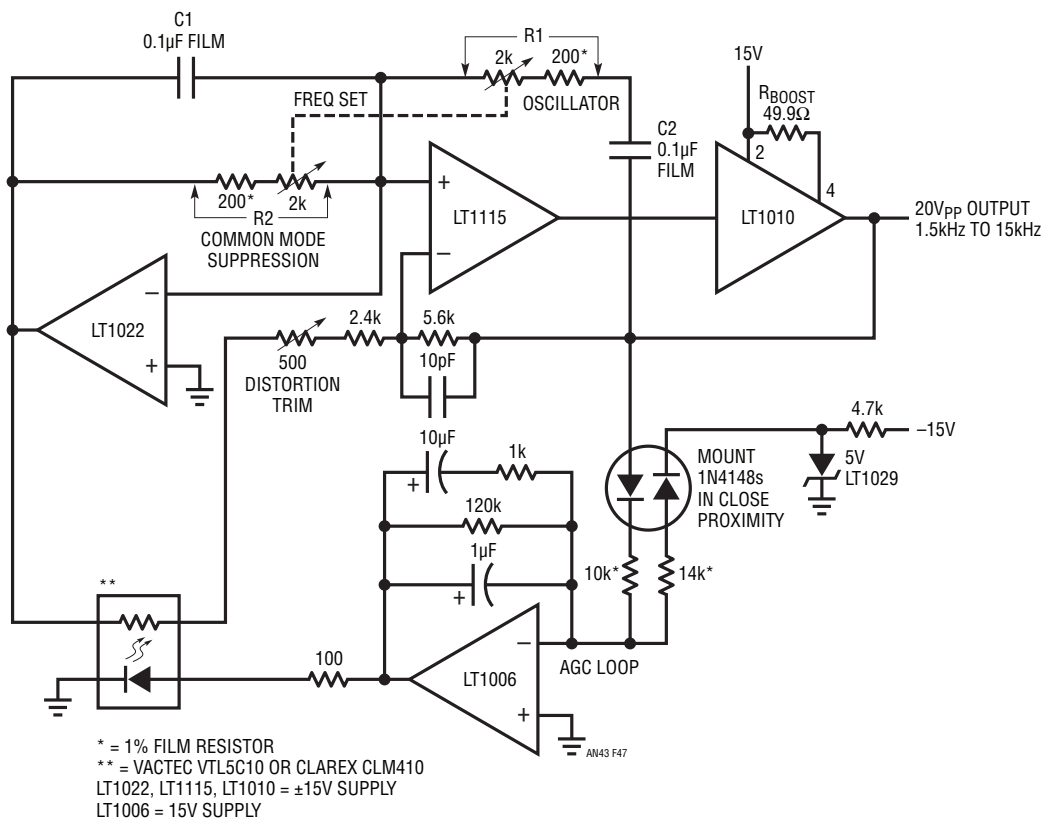 C1
0.1µF FILM
R1
2k
200*
OSCILLATOR
FREQ SET
C2
0.1µF
FILM
15V
R_BOOST
49.9Ω
2
4
200*
R2
2k
COMMON MODE
SUPPRESSION
+
–
LT1115
LT1010
20V_PP OUTPUT
1.5kHz TO 15kHz
–
+
LT1022
500
DISTORTION
TRIM
2.4k
5.6k
10pF
4.7k
–15V
5V
LT1029
MOUNT
1N4148s
IN CLOSE
PROXIMITY
10µF
+
1k
120k
1µF
+
10k*
14k*
**
100
–
+
LT1006
AGC LOOP
AN43 F47
* = 1% FILM RESISTOR
** = VACTEC VTL5C10 OR CLAREX CLM410
LT1022, LT1115, LT1010 = ±15V SUPPLY
LT1006 = 15V SUPPLY